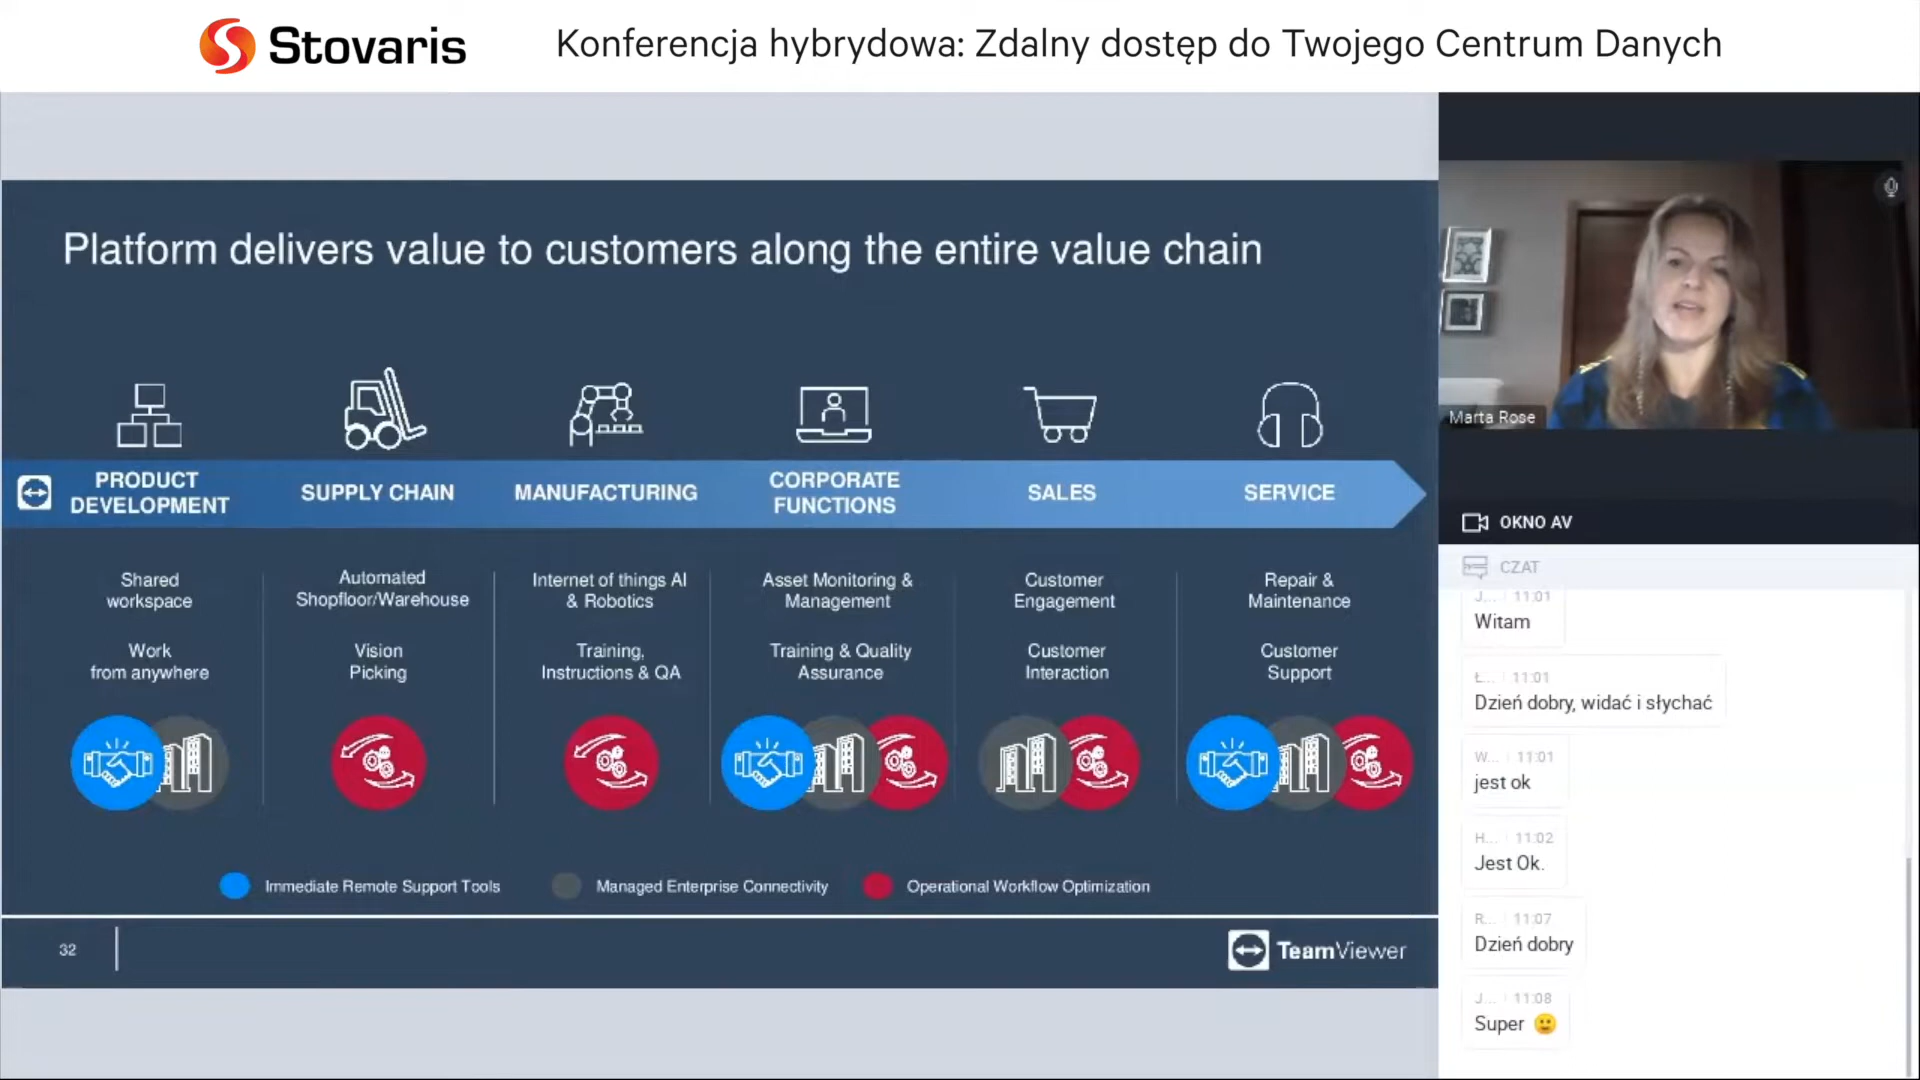 Stovaris
Konferencja hybrydowa: Zdalny dostęp do Twojego Centrum Danych
Platform delivers value to customers along the entire value chain
PRODUCT
DEVELOPMENT
SUPPLY CHAIN
MANUFACTURING
CORPORATE
FUNCTIONS
SALES
SERVICE
Shared
workspace
Work
from anywhere
Automated
Shopfloor/Warehouse
Vision
Picking
Internet of things AI
& Robotics
Training,
Instructions & QA
Asset Monitoring &
Management
Training & Quality
Assurance
Customer
Engagement
Customer
Interaction
Repair &
Maintenance
Customer
Support
Immediate Remote Support Tools
Managed Enterprise Connectivity
Operational Workflow Optimization
32
TeamViewer
Marta Rose
OKNO AV
CZAT
J... 11:01
Witam
Ł... 11:01
Dzień dobry, widać i słychać
W... 11:01
jest ok
H... 11:02
Jest Ok.
R... 11:07
Dzień dobry
J... 11:08
Super 🙂